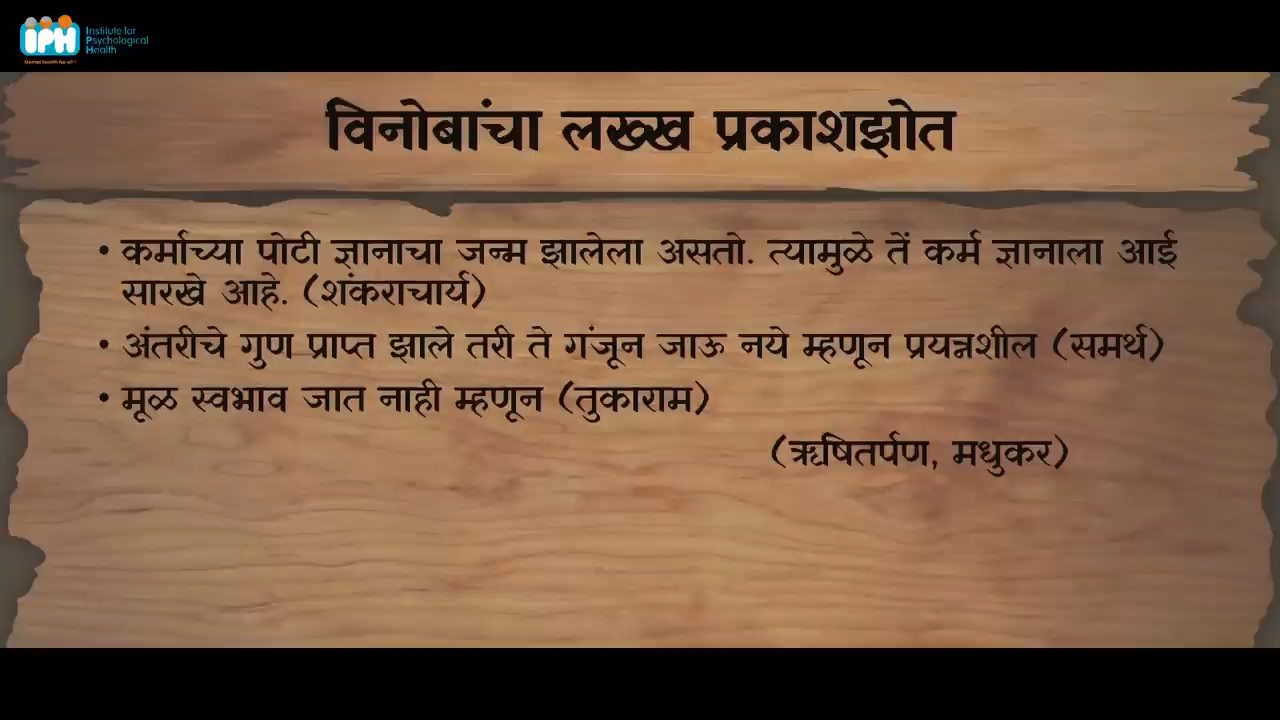 IPH
Institute for
Psychological
Health
विनोबांचा लख्ख प्रकाशझोत
• कर्माच्या पोटी ज्ञानाचा जन्म झालेला असतो. त्यामुळे तें कर्म ज्ञानाला आई
सारखे आहे. (शंकराचार्य)
• अंतरीचे गुण प्राप्त झाले तरी ते गंजून जाऊ नये म्हणून प्रयत्नशील (समर्थ)
• मूळ स्वभाव जात नाही म्हणून (तुकाराम)
(ऋषितर्पण, मधुकर)